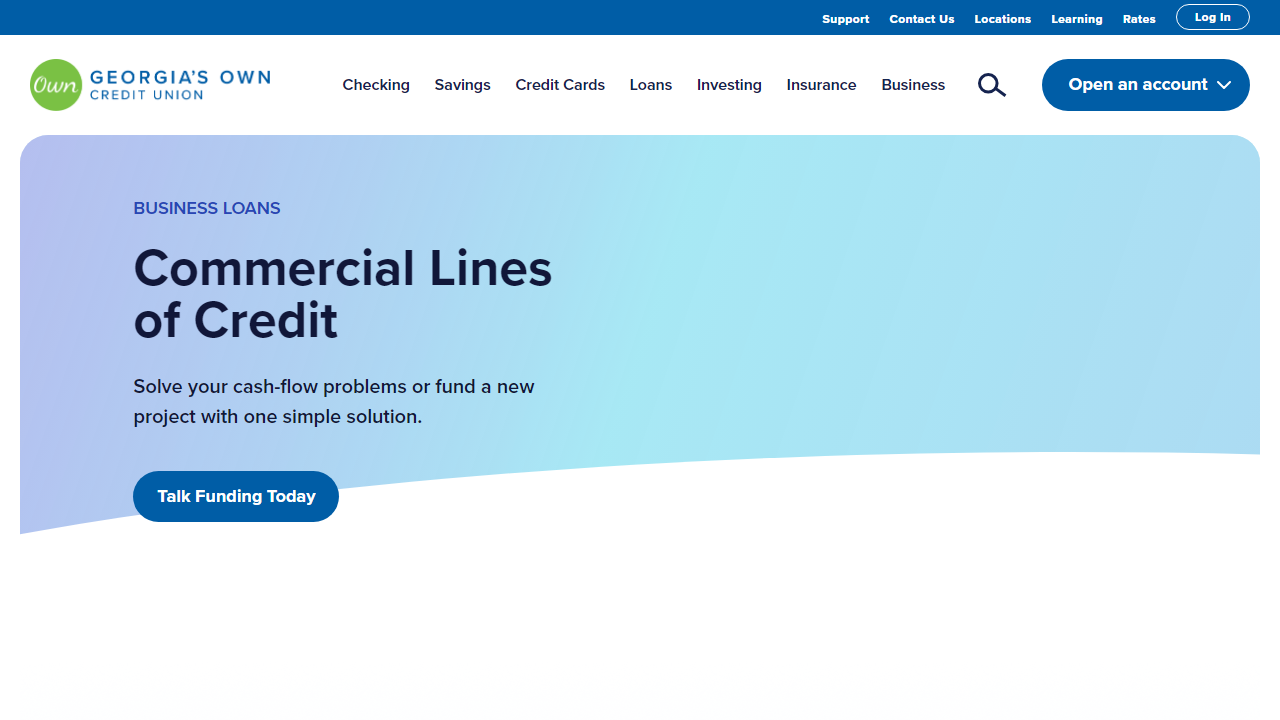 Support Contact Us Locations Learning Rates Log In
Own GEORGIA'S OWN
CREDIT UNION
Checking Savings Credit Cards Loans Investing Insurance Business Open an account
BUSINESS LOANS
Commercial Lines
of Credit
Solve your cash-flow problems or fund a new
project with one simple solution.
Talk Funding Today